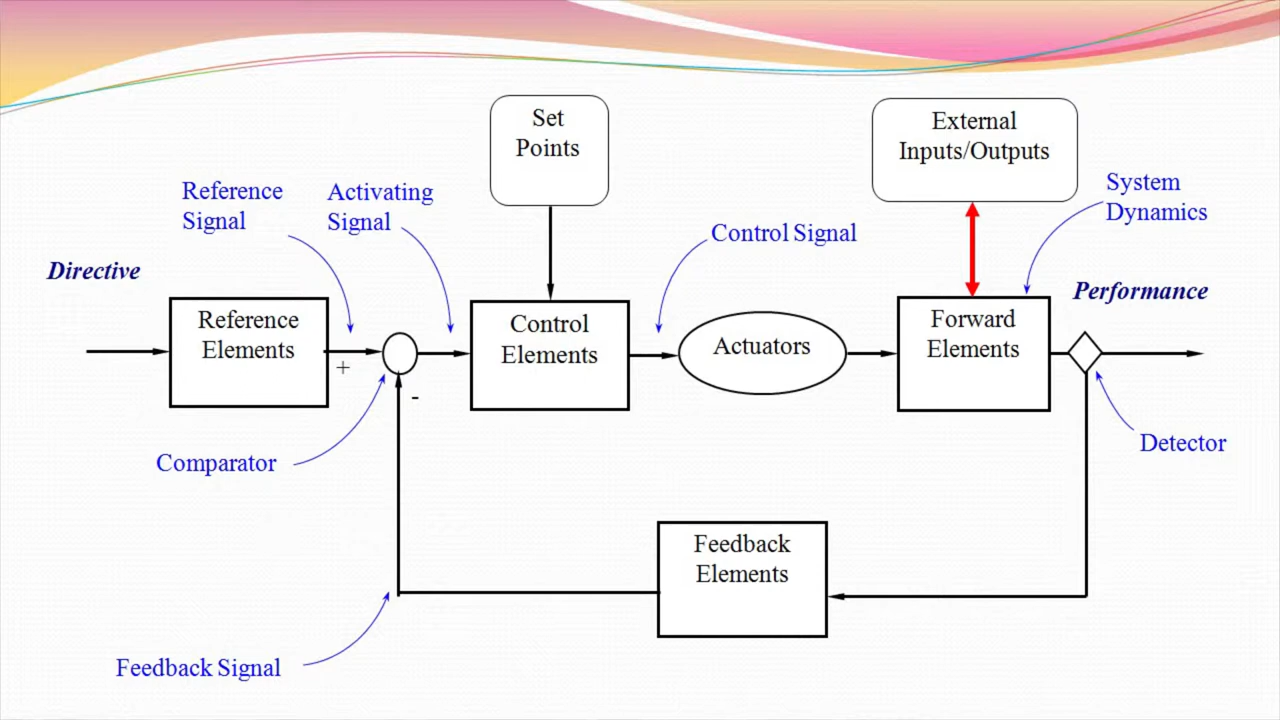 Set
Points
External
Inputs/Outputs
Reference
Signal
Activating
Signal
System
Dynamics
Control Signal
Directive
Performance
Reference
Elements
+
-
Control
Elements
Actuators
Forward
Elements
Comparator
Detector
Feedback
Elements
Feedback Signal